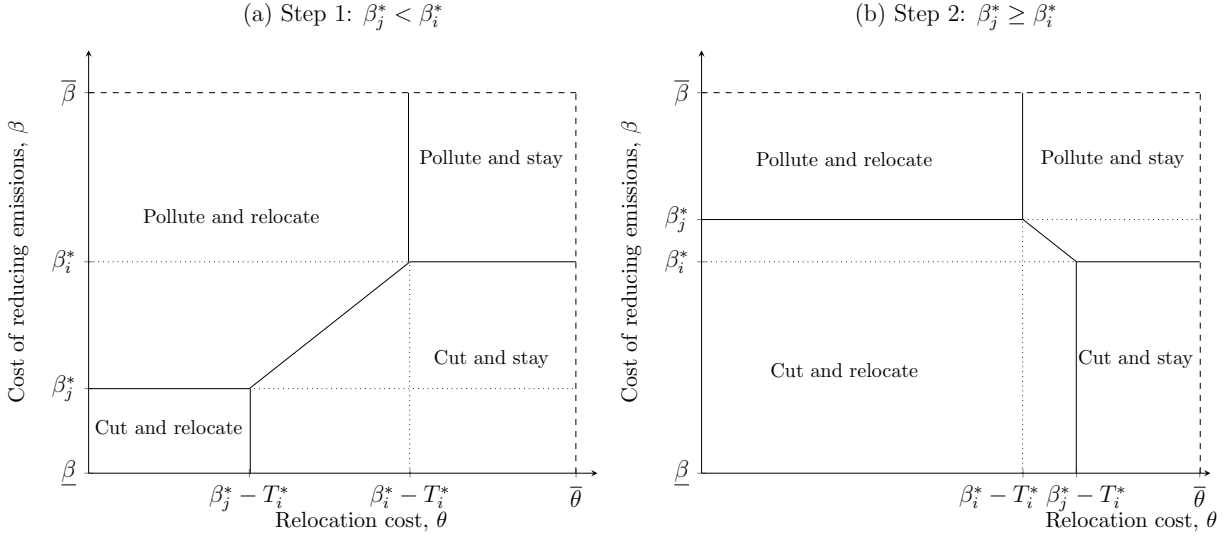 (a) Step 1: β*_j < β*_i
Cost of reducing emissions, β
β̅
β*_i
β*_j
β̲
Pollute and stay
Pollute and relocate
Cut and stay
Cut and relocate
β*_j − T*_i
β*_i − T*_i
θ̅
Relocation cost, θ
(b) Step 2: β*_j ≥ β*_i
Cost of reducing emissions, β
β̅
β*_j
β*_i
β̲
Pollute and relocate
Pollute and stay
Cut and relocate
Cut and stay
β*_i − T*_i
β*_j − T*_i
θ̅
Relocation cost, θ